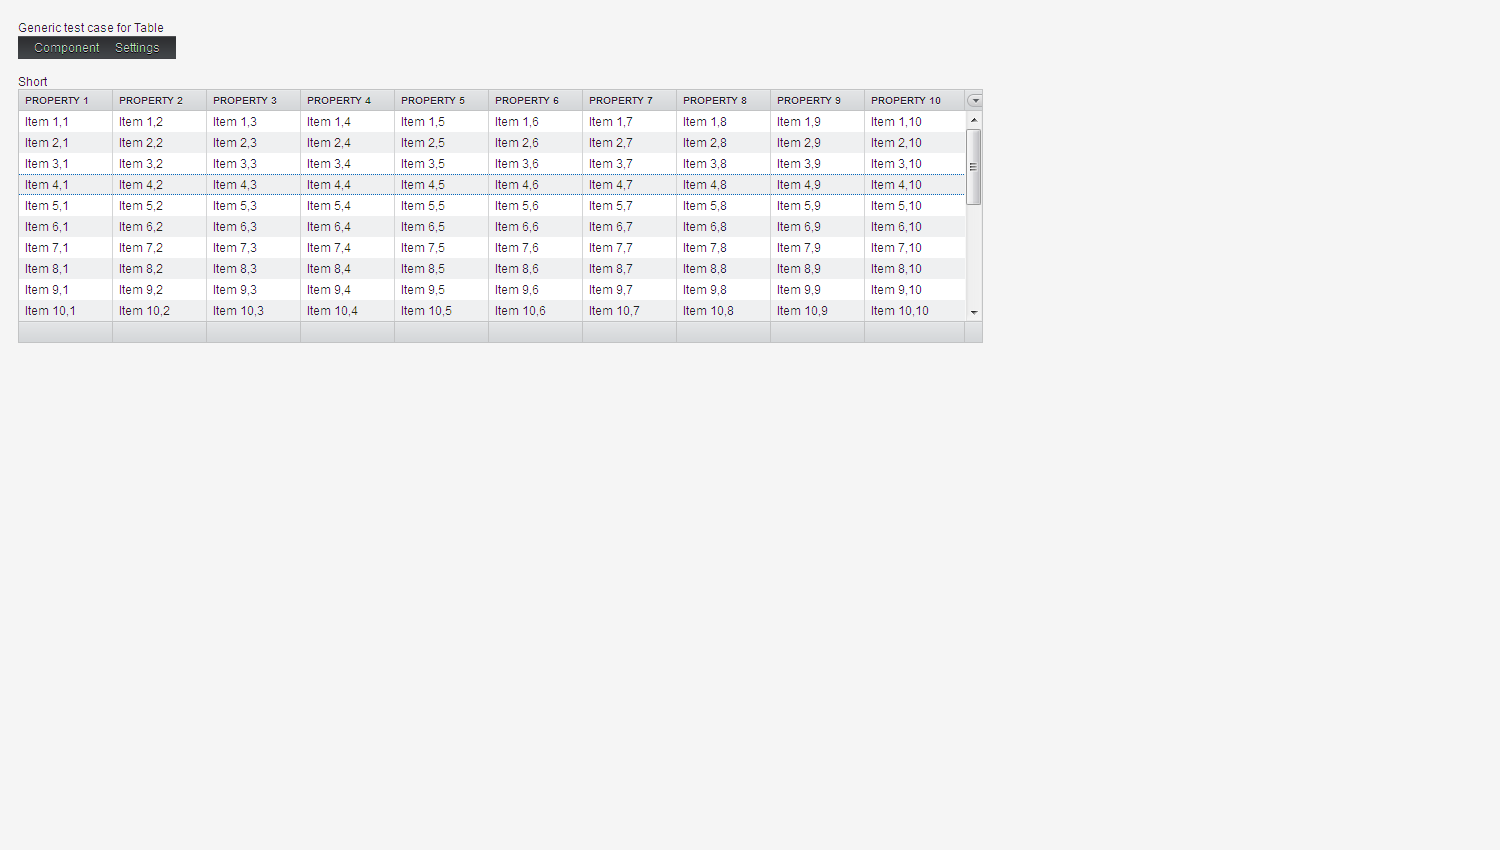 Generic test case for Table
Component Settings
Short
PROPERTY 1 PROPERTY 2 PROPERTY 3 PROPERTY 4 PROPERTY 5 PROPERTY 6 PROPERTY 7 PROPERTY 8 PROPERTY 9 PROPERTY 10
Item 1,1 Item 1,2 Item 1,3 Item 1,4 Item 1,5 Item 1,6 Item 1,7 Item 1,8 Item 1,9 Item 1,10
Item 2,1 Item 2,2 Item 2,3 Item 2,4 Item 2,5 Item 2,6 Item 2,7 Item 2,8 Item 2,9 Item 2,10
Item 3,1 Item 3,2 Item 3,3 Item 3,4 Item 3,5 Item 3,6 Item 3,7 Item 3,8 Item 3,9 Item 3,10
Item 4,1 Item 4,2 Item 4,3 Item 4,4 Item 4,5 Item 4,6 Item 4,7 Item 4,8 Item 4,9 Item 4,10
Item 5,1 Item 5,2 Item 5,3 Item 5,4 Item 5,5 Item 5,6 Item 5,7 Item 5,8 Item 5,9 Item 5,10
Item 6,1 Item 6,2 Item 6,3 Item 6,4 Item 6,5 Item 6,6 Item 6,7 Item 6,8 Item 6,9 Item 6,10
Item 7,1 Item 7,2 Item 7,3 Item 7,4 Item 7,5 Item 7,6 Item 7,7 Item 7,8 Item 7,9 Item 7,10
Item 8,1 Item 8,2 Item 8,3 Item 8,4 Item 8,5 Item 8,6 Item 8,7 Item 8,8 Item 8,9 Item 8,10
Item 9,1 Item 9,2 Item 9,3 Item 9,4 Item 9,5 Item 9,6 Item 9,7 Item 9,8 Item 9,9 Item 9,10
Item 10,1 Item 10,2 Item 10,3 Item 10,4 Item 10,5 Item 10,6 Item 10,7 Item 10,8 Item 10,9 Item 10,10